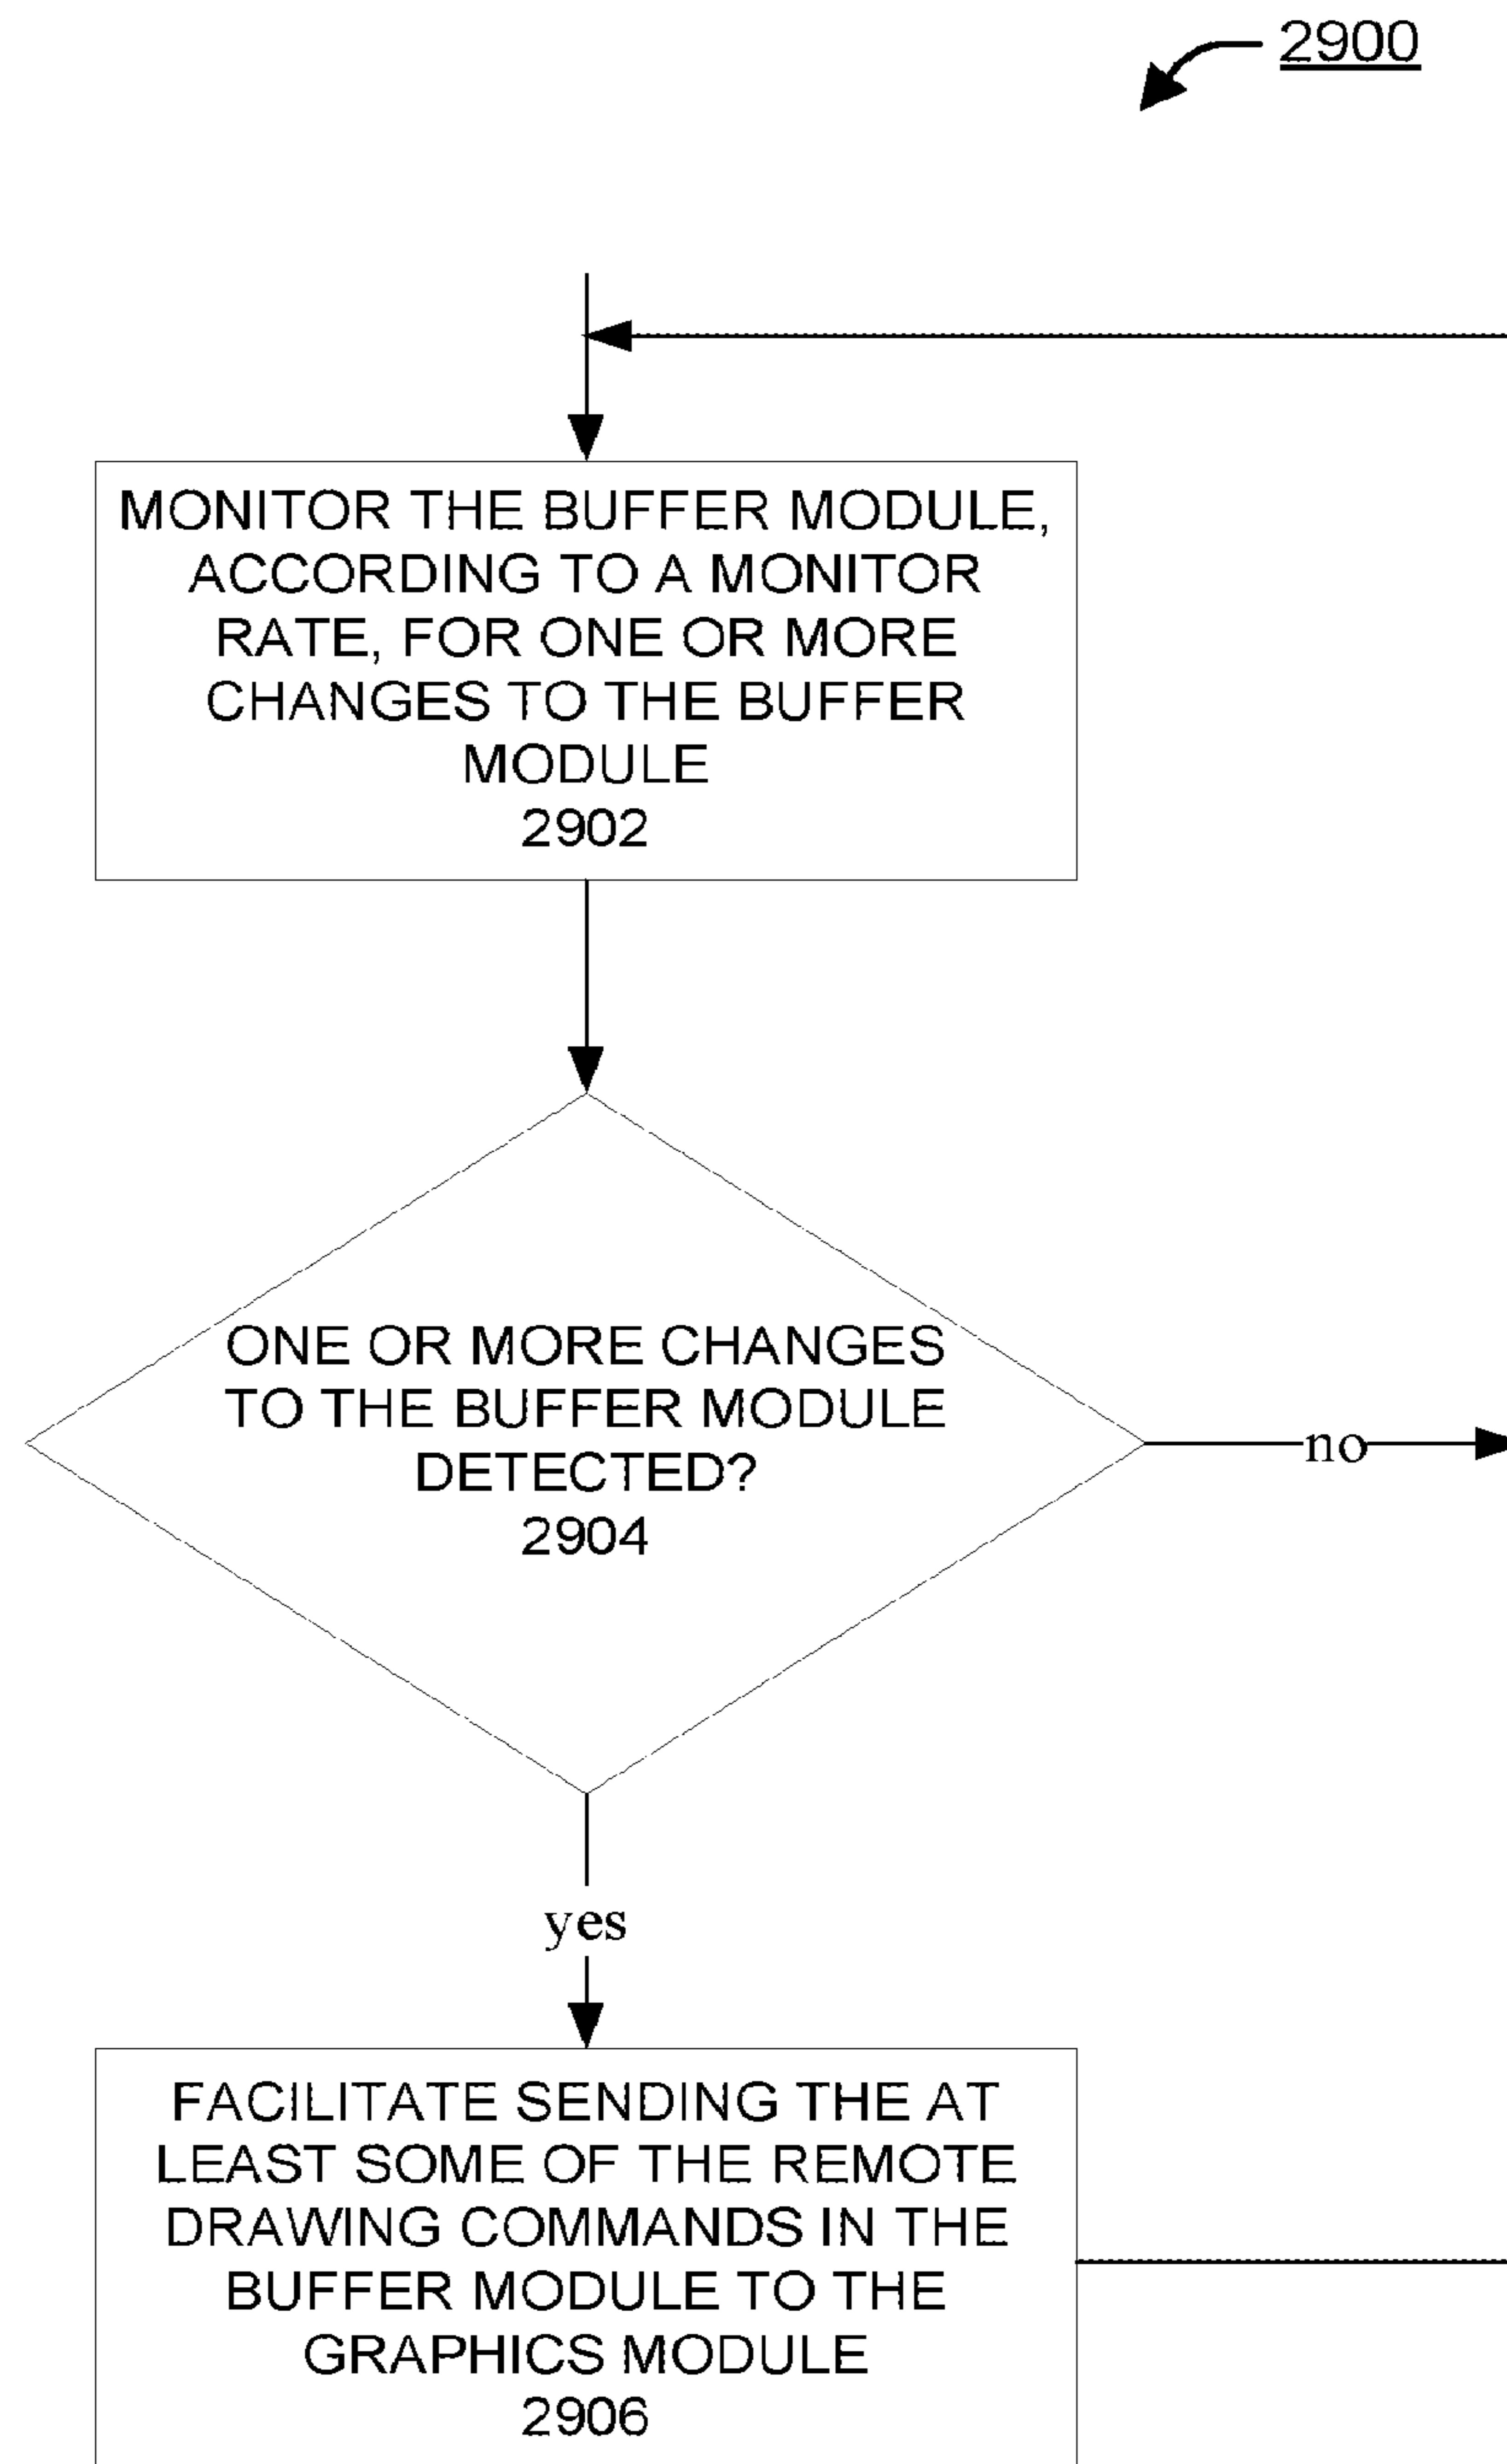 2900
MONITOR THE BUFFER MODULE,
ACCORDING TO A MONITOR
RATE, FOR ONE OR MORE
CHANGES TO THE BUFFER
MODULE
2902
ONE OR MORE CHANGES
TO THE BUFFER MODULE
DETECTED?
2904
no
yes
FACILITATE SENDING THE AT
LEAST SOME OF THE REMOTE
DRAWING COMMANDS IN THE
BUFFER MODULE TO THE
GRAPHICS MODULE
2906